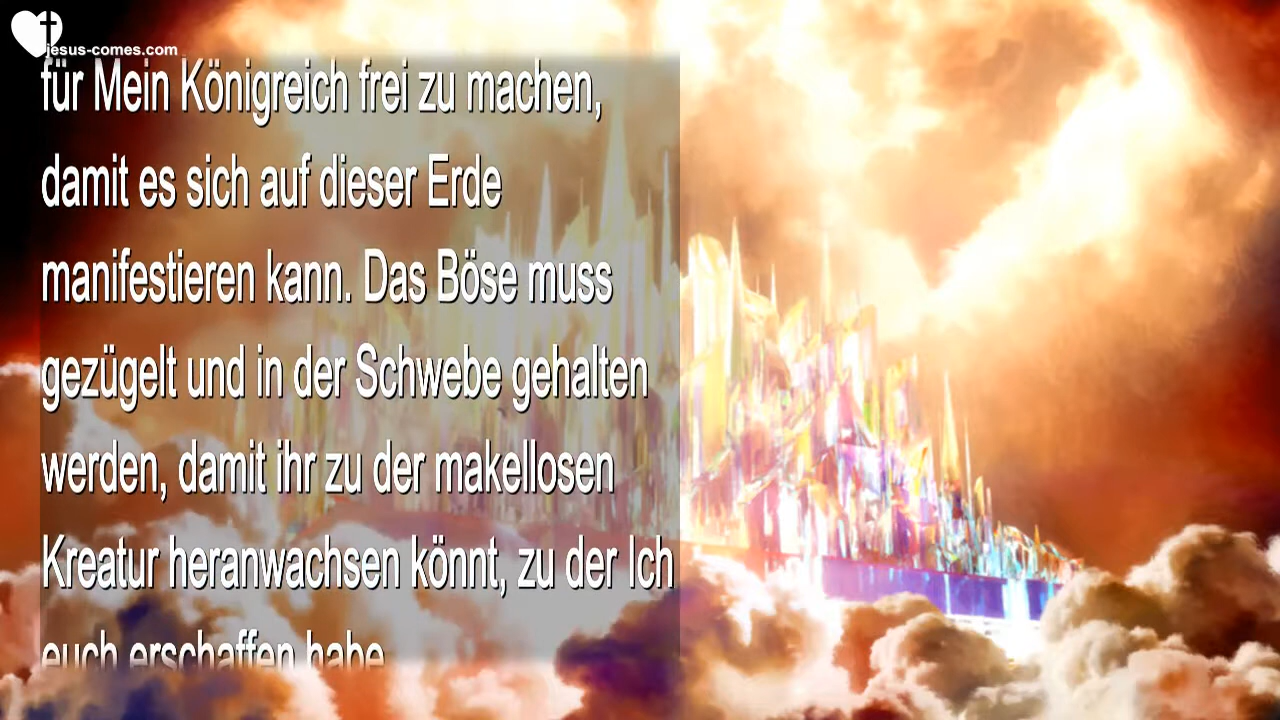 jesus-comes.com
für Mein Königreich frei zu machen,
damit es sich auf dieser Erde
manifestieren kann. Das Böse muss
gezügelt und in der Schwebe gehalten
werden, damit ihr zu der makellosen
Kreatur heranwachsen könnt, zu der Ich
euch erschaffen habe